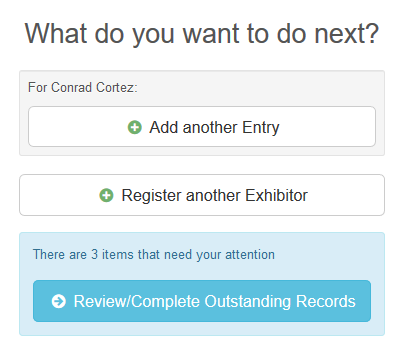 What do you want to do next?
For Conrad Cortez:
Add another Entry
Register another Exhibitor
There are 3 items that need your attention
Review/Complete Outstanding Records